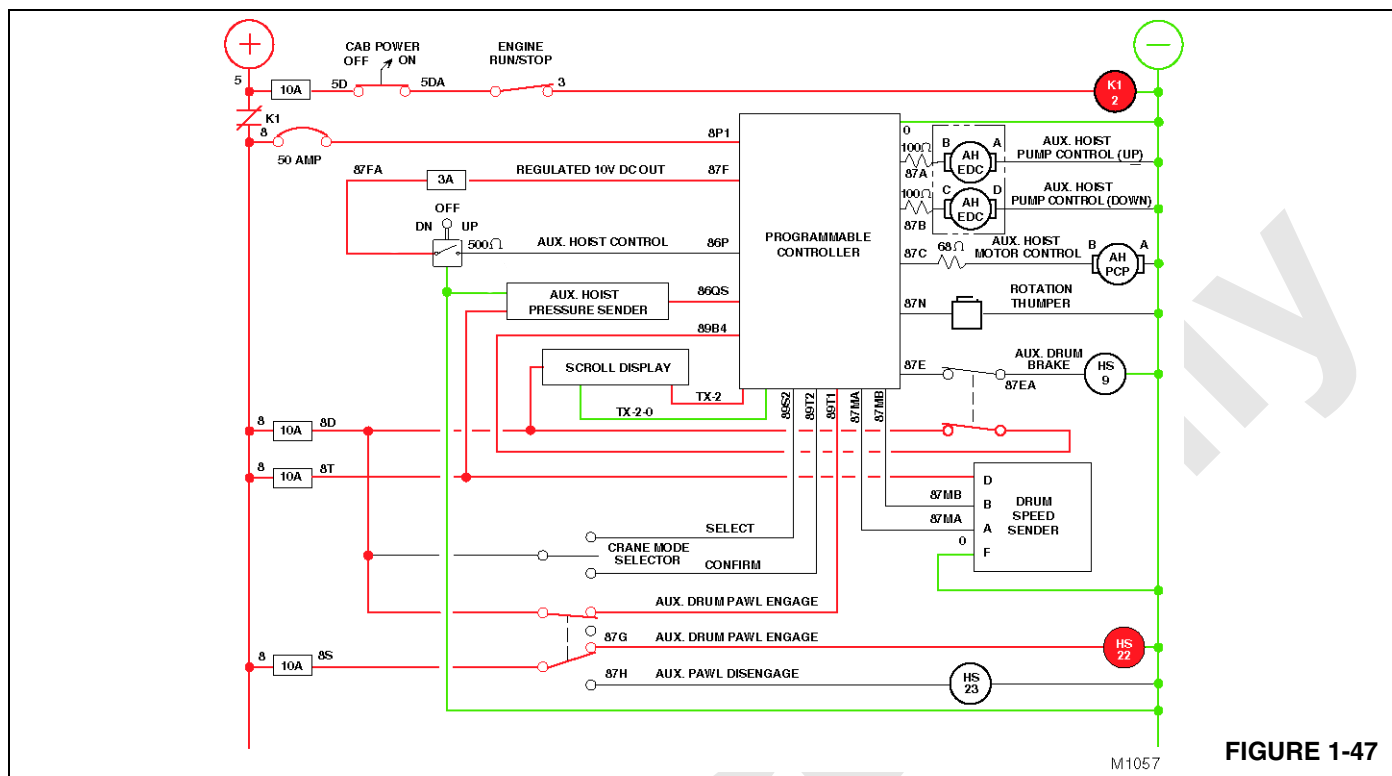 +
−
CAB POWER
OFF ON
ENGINE
RUN/STOP
5
10A
5D
5DA
3
K1
2
K1
8
50 AMP
8P1
0
100Ω
B
AH
EDC
A
AUX. HOIST
PUMP CONTROL (UP)
87A
87FA
3A
REGULATED 10V DC OUT
87F
100Ω
C
AH
EDC
D
AUX. HOIST
PUMP CONTROL (DOWN)
87B
OFF
DN UP
500Ω
AUX. HOIST CONTROL
86P
PROGRAMMABLE
CONTROLLER
87C
68Ω
AUX. HOIST
MOTOR CONTROL
B
AH
PCP
A
AUX. HOIST
PRESSURE SENDER
86QS
87N
ROTATION
THUMPER
89B4
SCROLL DISPLAY
TX-2
TX-2-0
87E
AUX. DRUM
BRAKE
87EA
HS
9
89S2
89T2
89T1
87MA
87MB
8
10A
8D
8
10A
8T
D
87MB
B
87MA
A
0
F
DRUM
SPEED
SENDER
SELECT
CRANE MODE
SELECTOR
CONFIRM
AUX. DRUM PAWL ENGAGE
8
10A
8S
87G
AUX. DRUM PAWL ENGAGE
HS
22
87H
AUX. PAWL DISENGAGE
HS
23
M1057
FIGURE 1-47